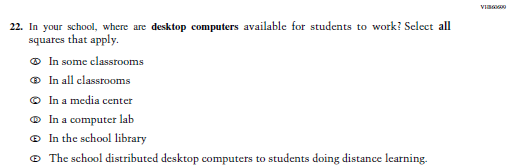 VH860699
22. In your school, where are desktop computers available for students to work? Select all
squares that apply.
Ⓐ In some classrooms
Ⓑ In all classrooms
Ⓒ In a media center
Ⓓ In a computer lab
Ⓔ In the school library
Ⓕ The school distributed desktop computers to students doing distance learning.